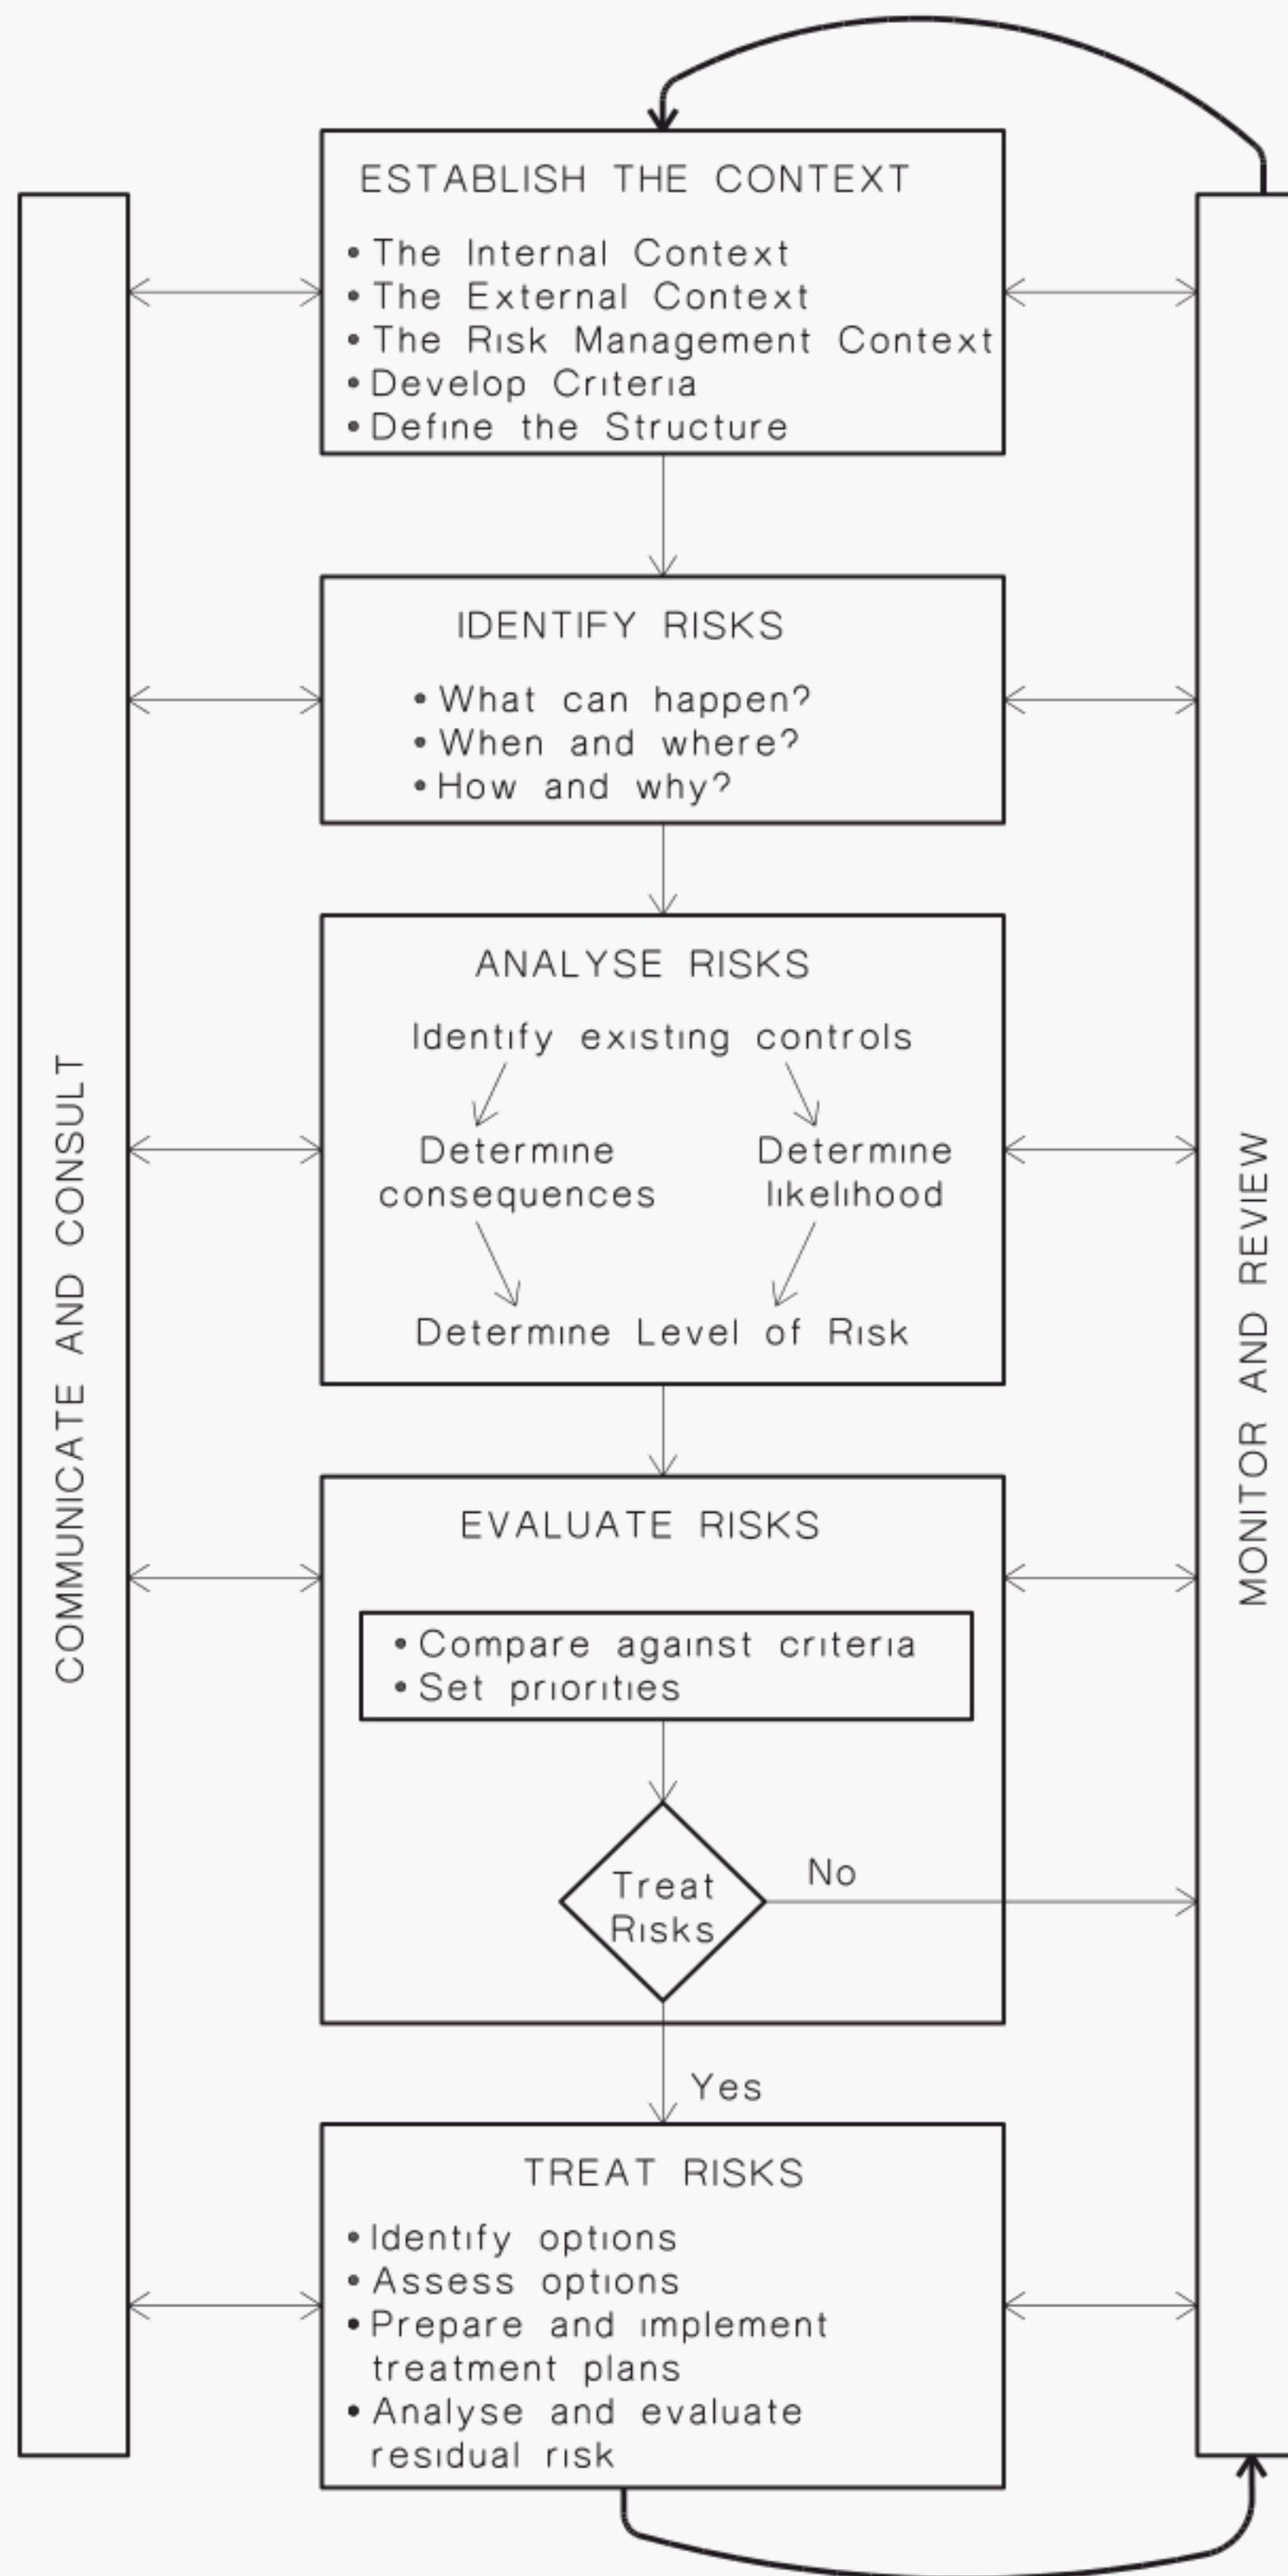 ESTABLISH THE CONTEXT
• The Internal Context
• The External Context
• The Risk Management Context
• Develop Criteria
• Define the Structure
IDENTIFY RISKS
• What can happen?
• When and where?
• How and why?
ANALYSE RISKS
Identify existing controls
Determine
consequences
Determine
likelihood
Determine Level of Risk
EVALUATE RISKS
• Compare against criteria
• Set priorities
Treat
Risks
No
Yes
TREAT RISKS
• Identify options
• Assess options
• Prepare and implement
treatment plans
• Analyse and evaluate
residual risk
COMMUNICATE AND CONSULT
MONITOR AND REVIEW